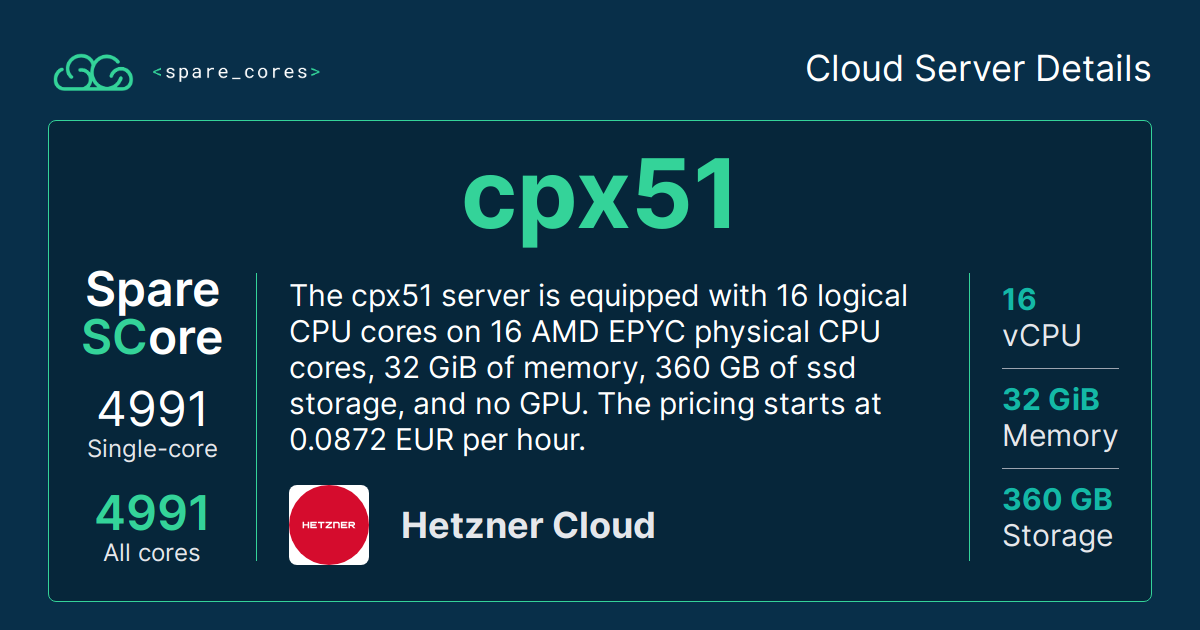 <spare_cores>
Cloud Server Details
cpx51
Spare
SCore
4991
Single-core
4991
All cores
The cpx51 server is equipped with 16 logical
CPU cores on 16 AMD EPYC physical CPU
cores, 32 GiB of memory, 360 GB of ssd
storage, and no GPU. The pricing starts at
0.0872 EUR per hour.
HETZNER
Hetzner Cloud
16
vCPU
32 GiB
Memory
360 GB
Storage